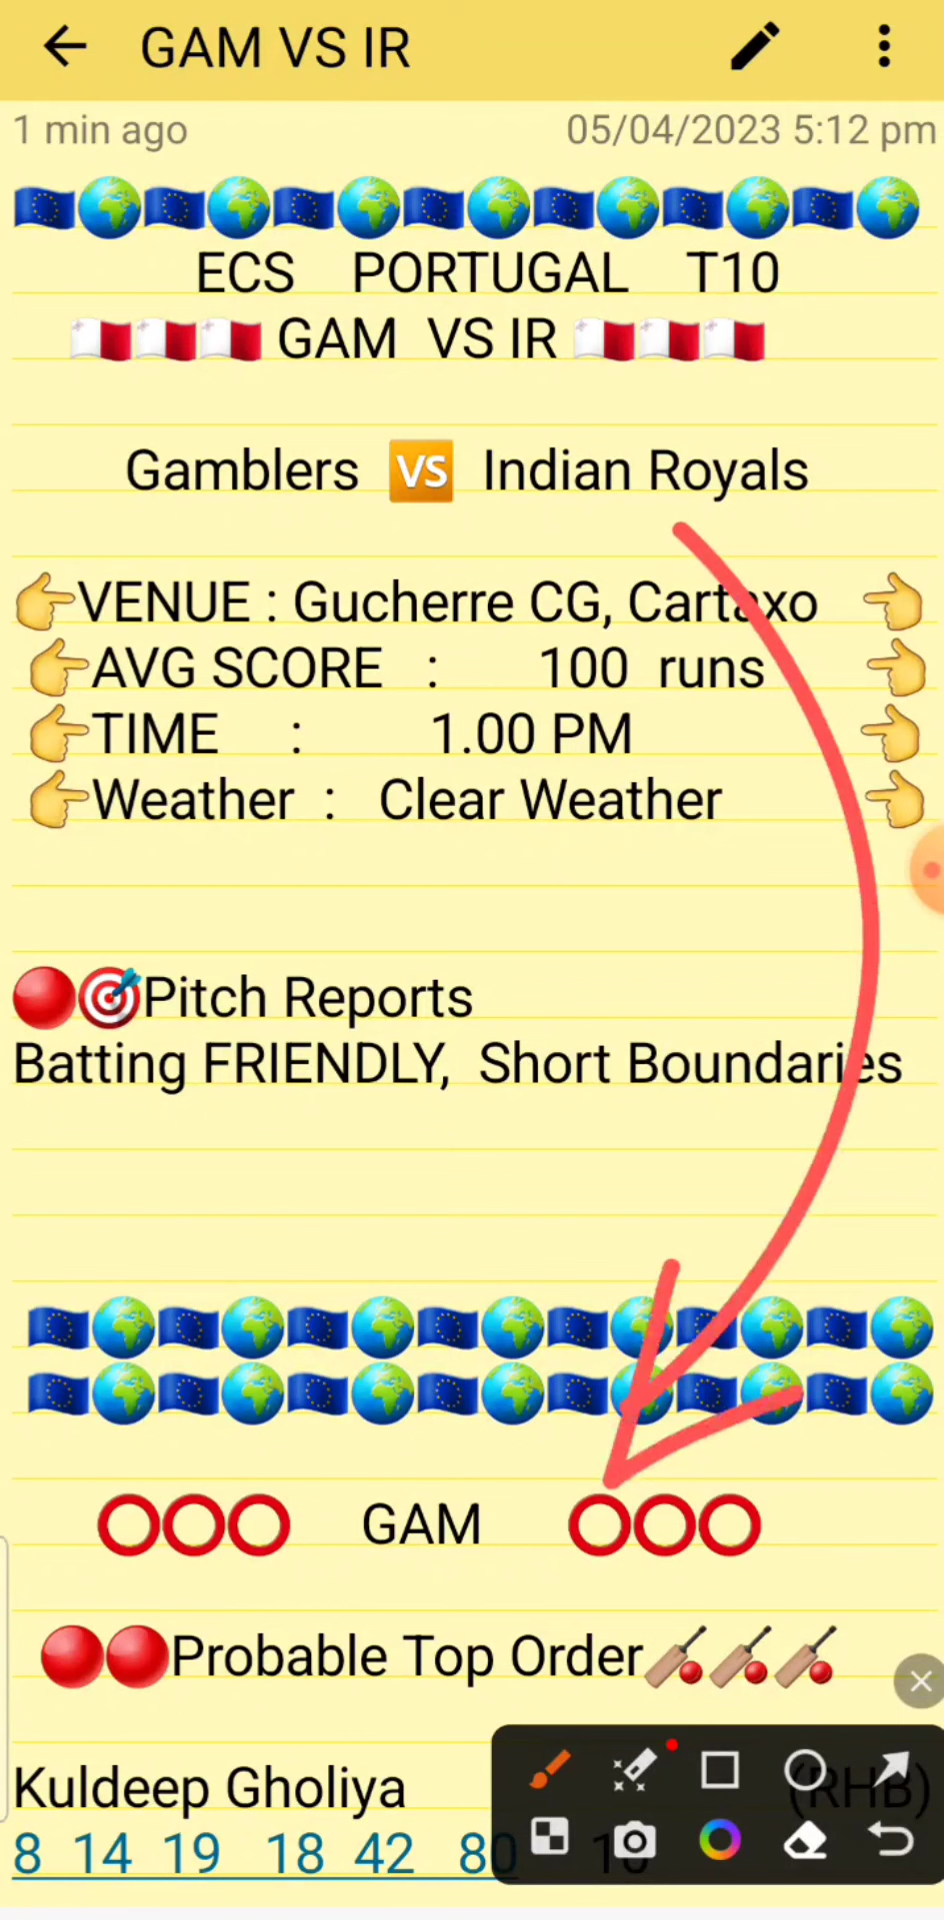 GAM VS IR
1 min ago 05/04/2023 5:12 pm
ECS PORTUGAL T10
GAM VS IR
Gamblers VS Indian Royals
VENUE : Gucherre CG, Cartaxo
AVG SCORE : 100 runs
TIME : 1.00 PM
Weather : Clear Weather
Pitch Reports
Batting FRIENDLY, Short Boundaries
GAM
Probable Top Order
Kuldeep Gholiya (RHB)
8 14 19 18 42 80